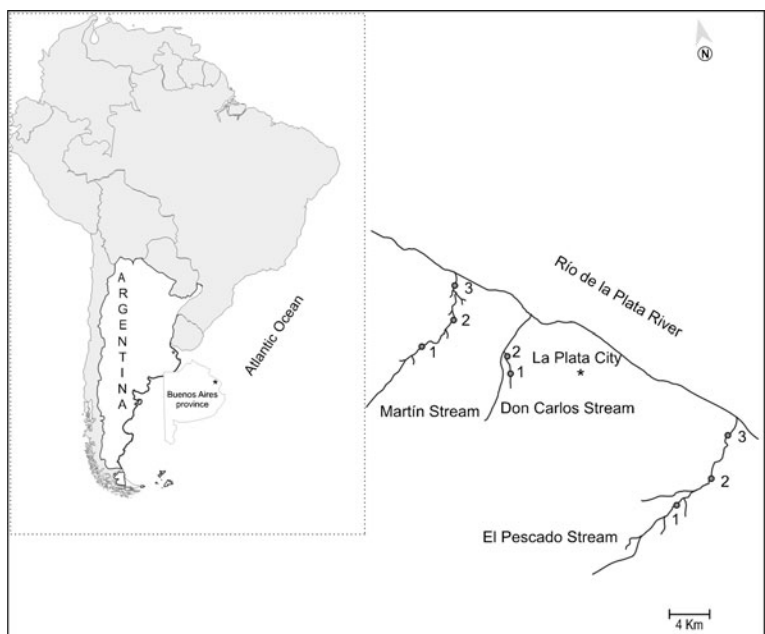 N
ARGENTINA
Atlantic Ocean
Buenos Aires
province
Río de la Plata River
3
2
1
Martín Stream
2
1
Don Carlos Stream
La Plata City
*
3
2
1
El Pescado Stream
4 Km